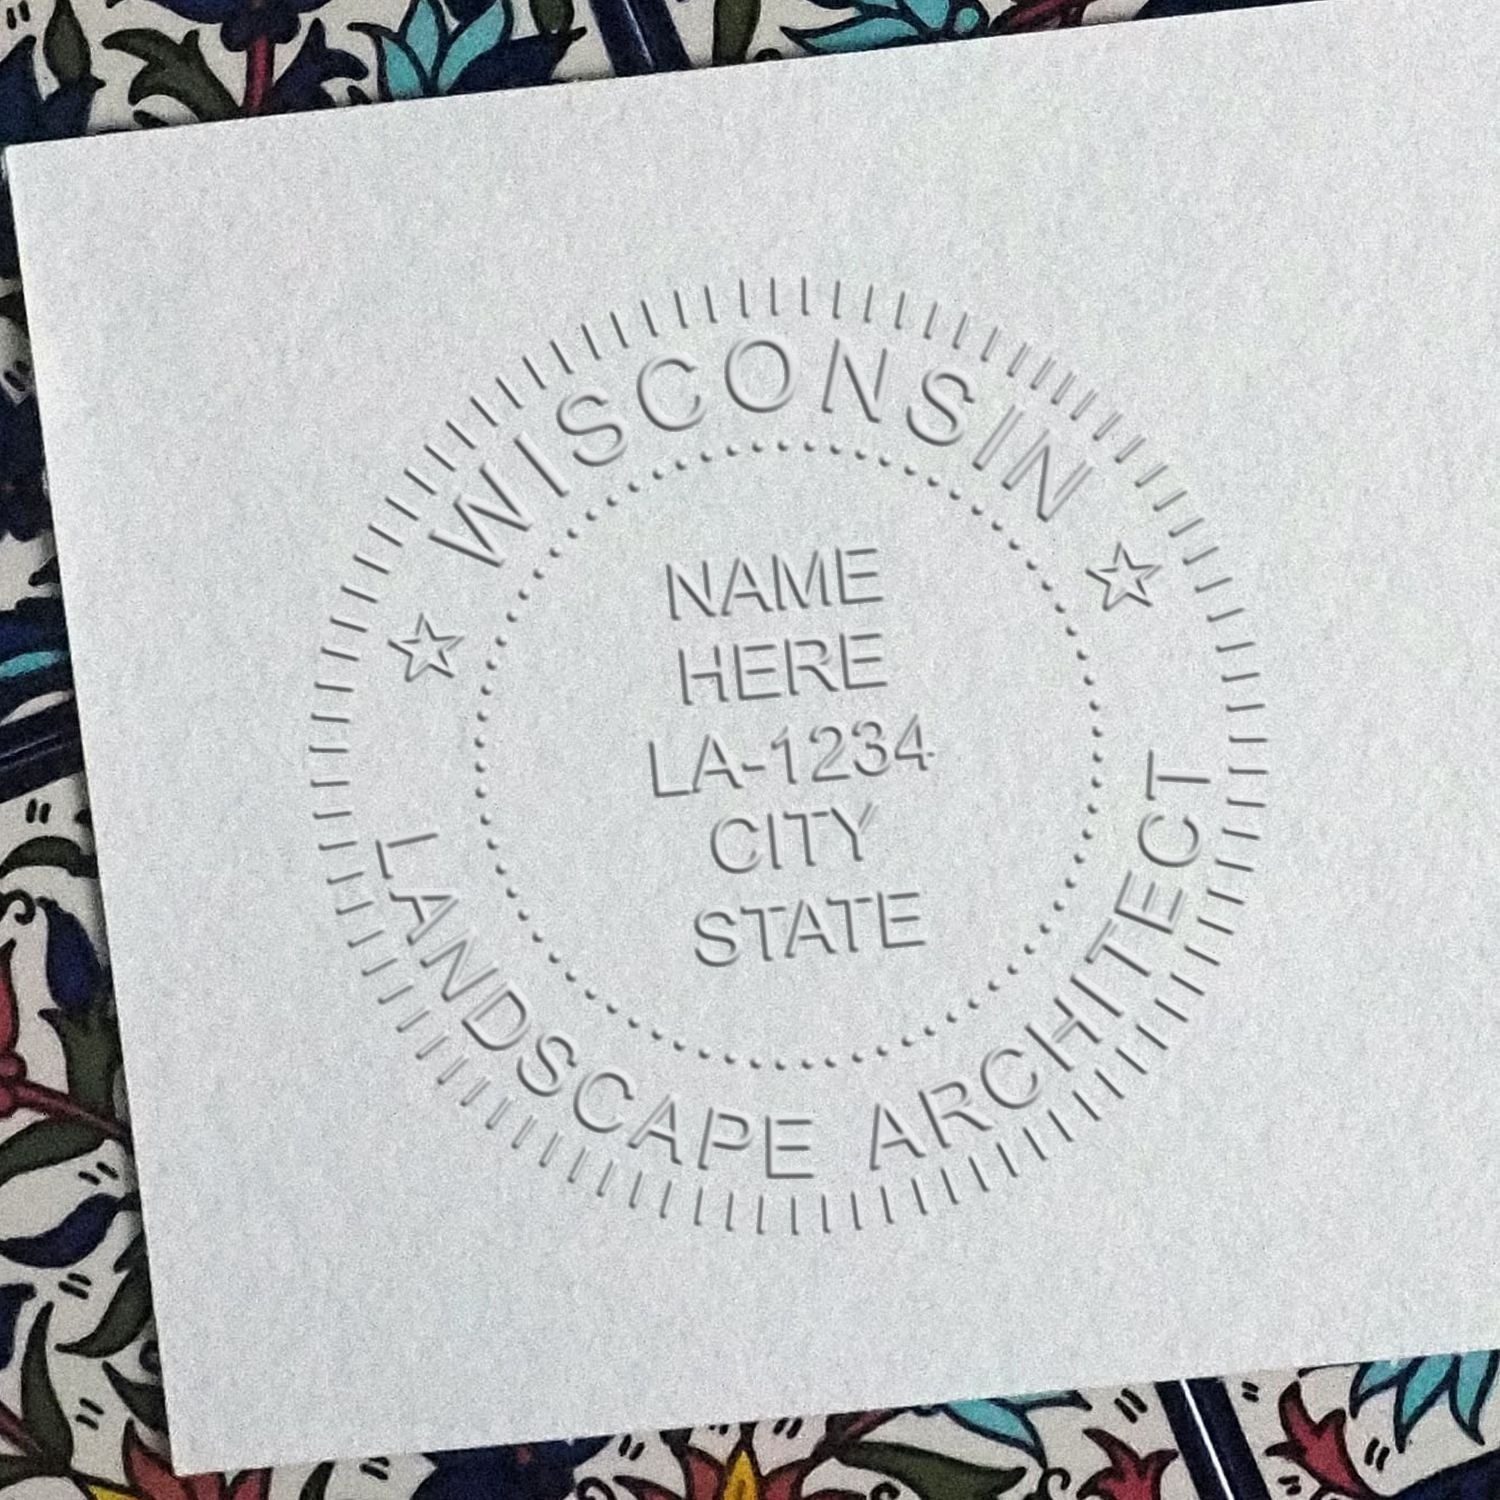 WISCONSIN
NAME
HERE
LA-1234
CITY
STATE
LANDSCAPE ARCHITECT